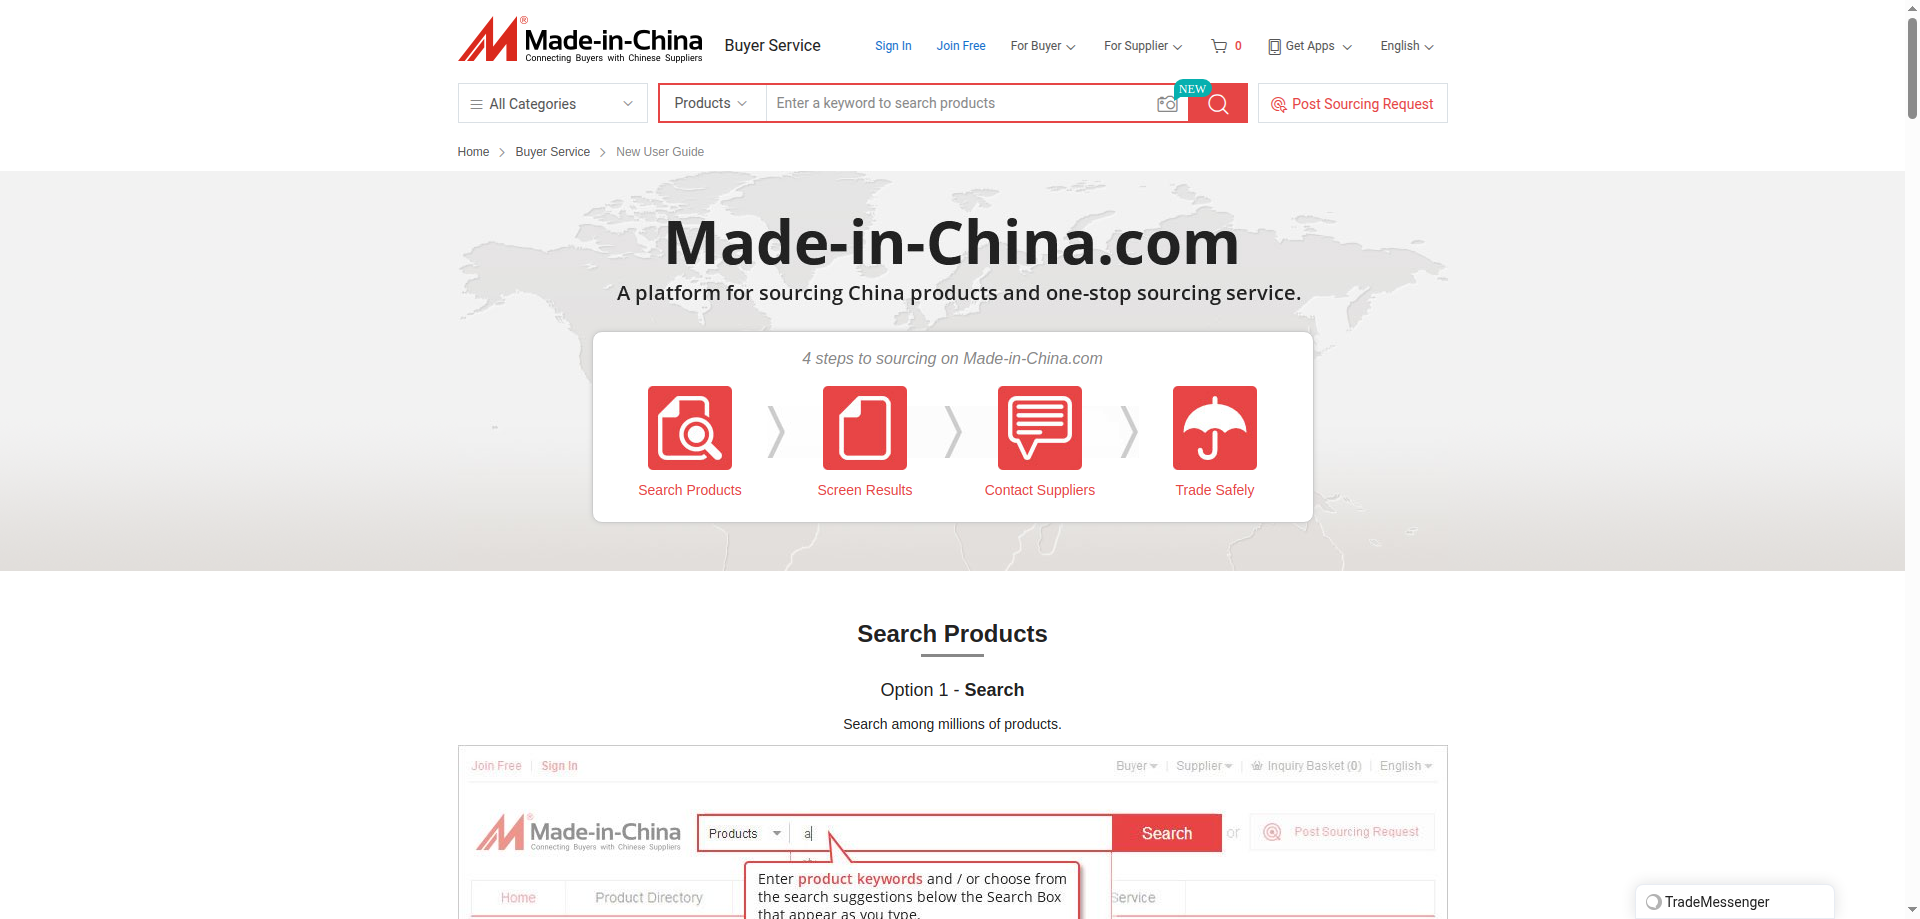 Made-in-China®
Connecting Buyers with Chinese Suppliers
Buyer Service
Sign In
Join Free
For Buyer
For Supplier
0
Get Apps
English
All Categories
Products
Enter a keyword to search products
NEW
Post Sourcing Request
Home
Buyer Service
New User Guide
Made-in-China.com
A platform for sourcing China products and one-stop sourcing service.
4 steps to sourcing on Made-in-China.com
Search Products
Screen Results
Contact Suppliers
Trade Safely
Search Products
Option 1 - Search
Search among millions of products.
Join Free
Sign In
Buyer
Supplier
Inquiry Basket (0)
English
Made-in-China®
Connecting Buyers with Chinese Suppliers
Products
a
Search
or
Post Sourcing Request
Home
Product Directory
Service
Enter product keywords and / or choose from
the search suggestions below the Search Box
that appear as you type.
TradeMessenger